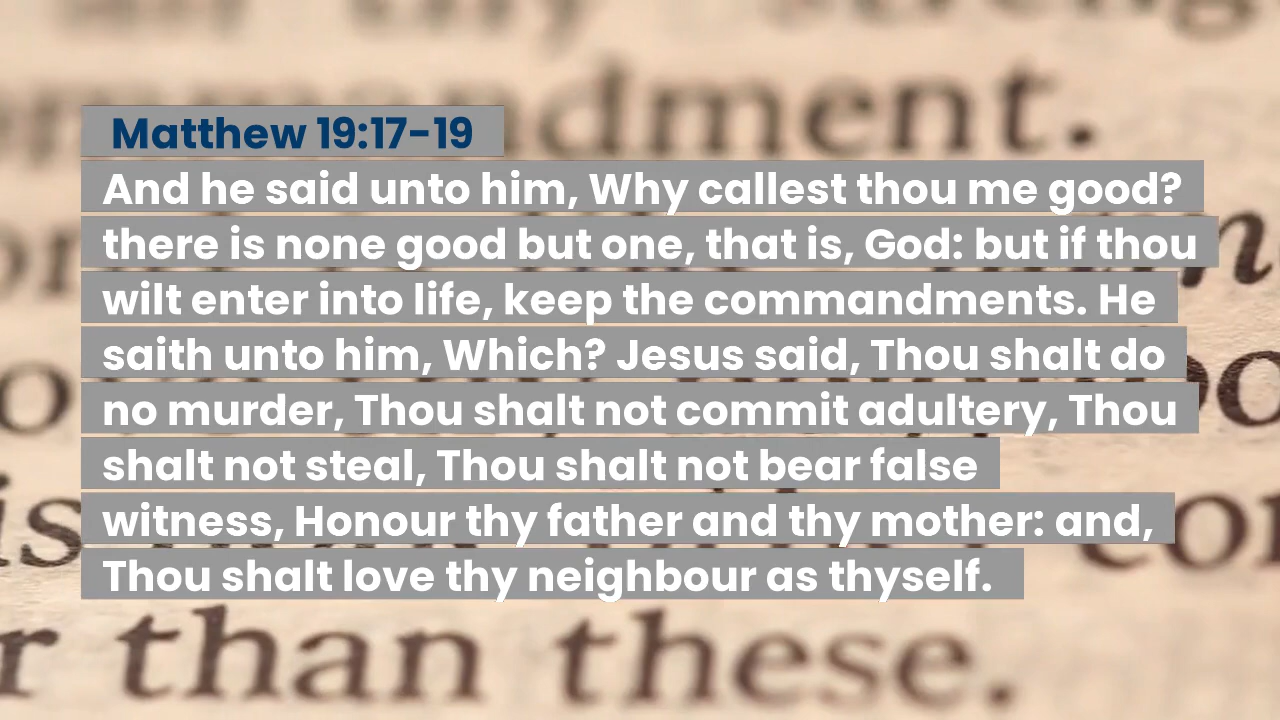 mmandment.
Matthew 19:17-19
And he said unto him, Why callest thou me good?
there is none good but one, that is, God: but if thou
wilt enter into life, keep the commandments. He
saith unto him, Which? Jesus said, Thou shalt do
no murder, Thou shalt not commit adultery, Thou
shalt not steal, Thou shalt not bear false
witness, Honour thy father and thy mother: and,
Thou shalt love thy neighbour as thyself.
r than these.